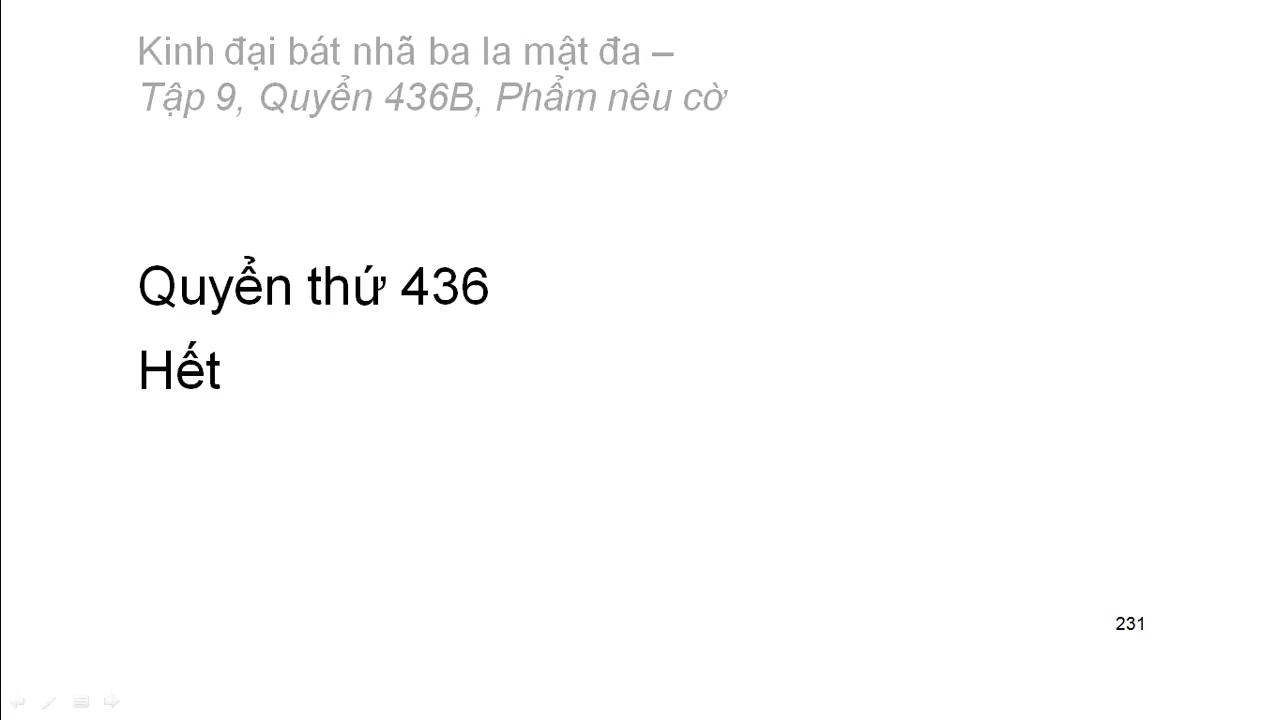 Kinh đại bát nhã ba la mật đa –
Tập 9, Quyển 436B, Phẩm nêu cờ
Quyển thứ 436
Hết
231